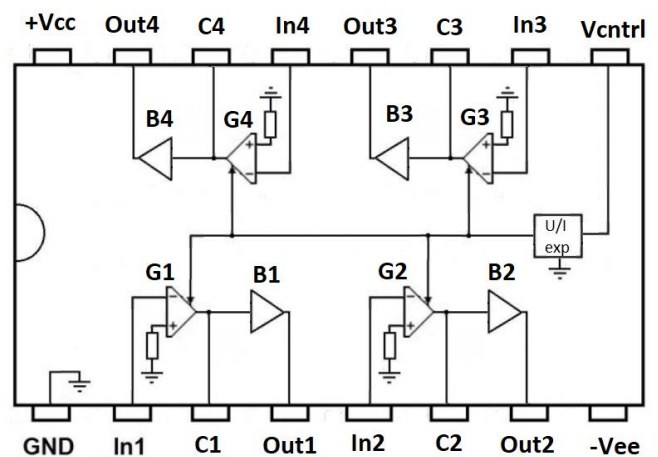 +Vcc Out4 C4 In4 Out3 C3 In3 Vcntrl
B4 G4 B3 G3
+ +
− −
U/I
exp
G1 B1 G2 B2
− −
+ +
GND In1 C1 Out1 In2 C2 Out2 -Vee